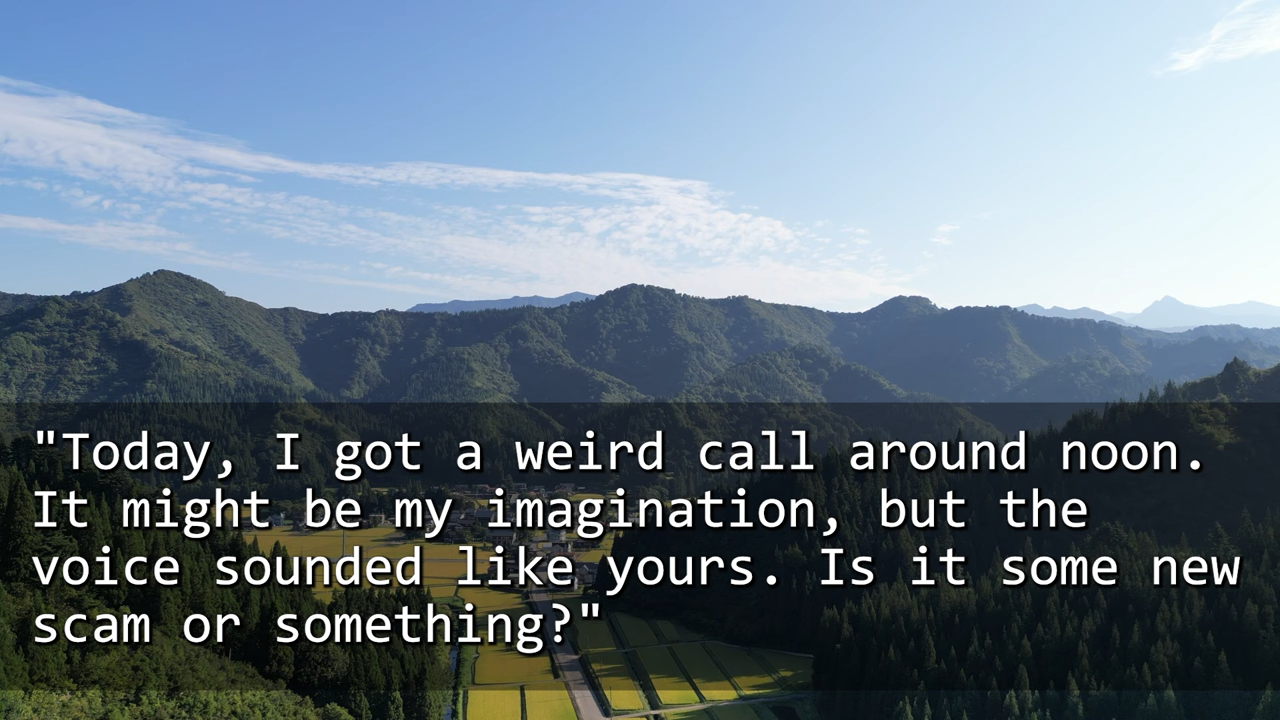 "Today, I got a weird call around noon.
It might be my imagination, but the
voice sounded like yours. Is it some new
scam or something?"